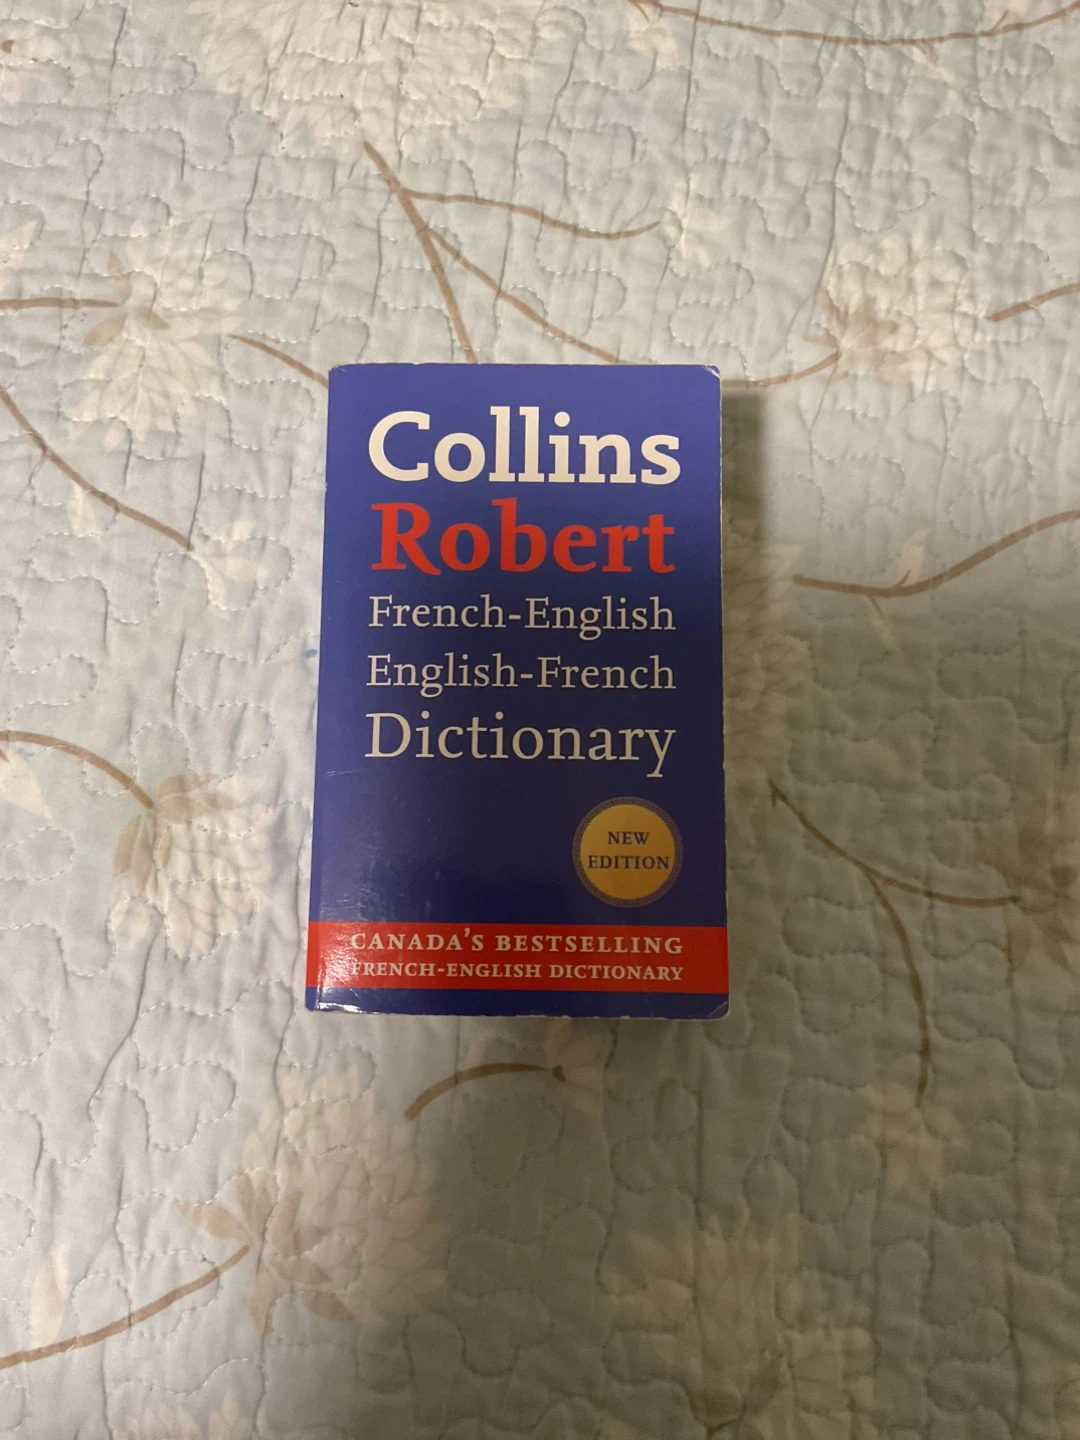 Collins
Robert
French-English
English-French
Dictionary
NEW
EDITION
CANADA'S BESTSELLING
FRENCH-ENGLISH DICTIONARY